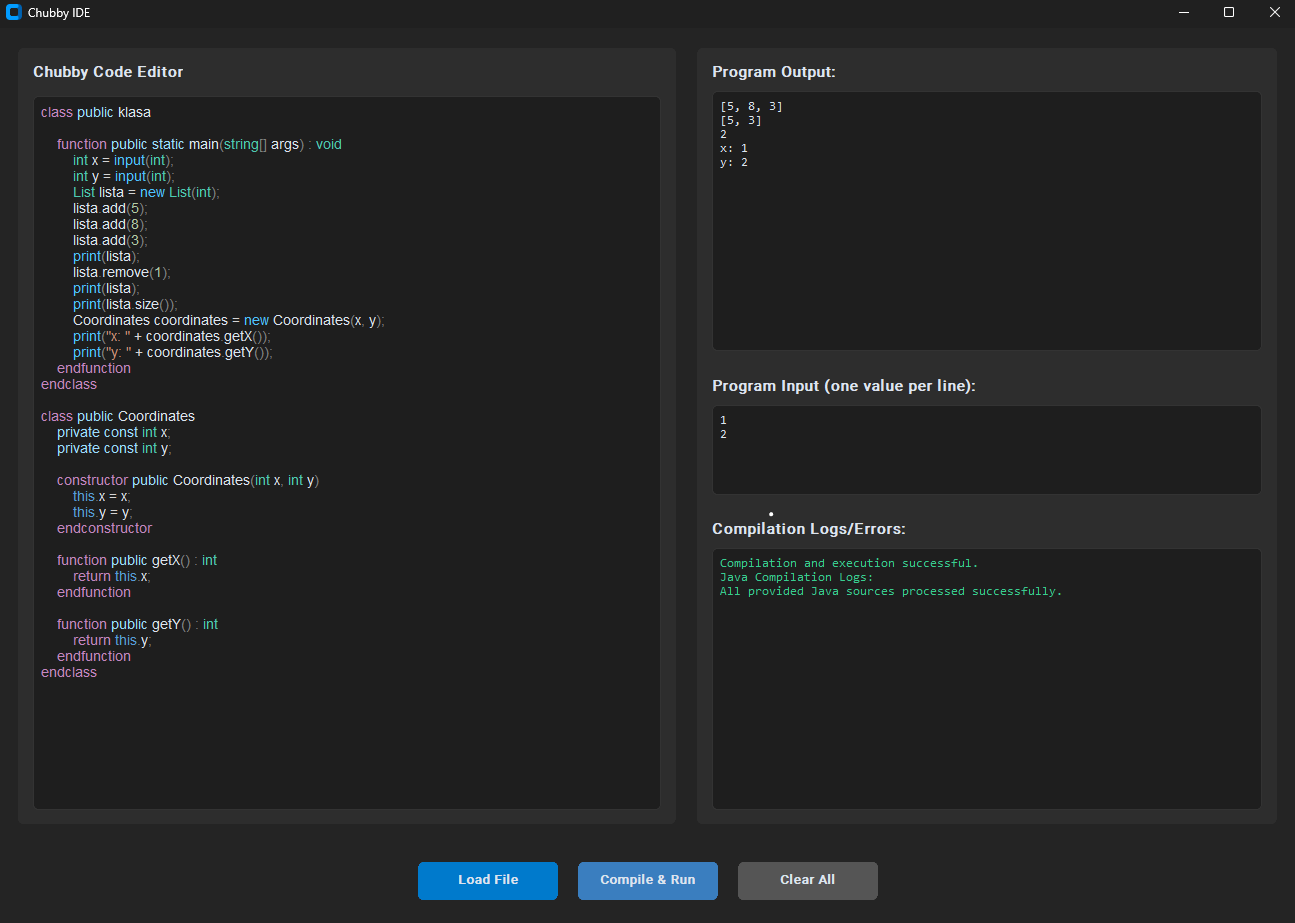 Chubby IDE
Chubby Code Editor
class public klasa
function public static main(string[] args) : void
int x = input(int);
int y = input(int);
List lista = new List(int);
lista.add(5);
lista.add(8);
lista.add(3);
print(lista);
lista.remove(1);
print(lista);
print(lista.size());
Coordinates coordinates = new Coordinates(x, y);
print("x: " + coordinates.getX());
print("y: " + coordinates.getY());
endfunction
endclass
class public Coordinates
private const int x;
private const int y;
constructor public Coordinates(int x, int y)
this.x = x;
this.y = y;
endconstructor
function public getX() : int
return this.x;
endfunction
function public getY() : int
return this.y;
endfunction
endclass
Program Output:
[5, 8, 3]
[5, 3]
2
x: 1
y: 2
Program Input (one value per line):
1
2
Compilation Logs/Errors:
Compilation and execution successful.
Java Compilation Logs:
All provided Java sources processed successfully.
Load File
Compile & Run
Clear All